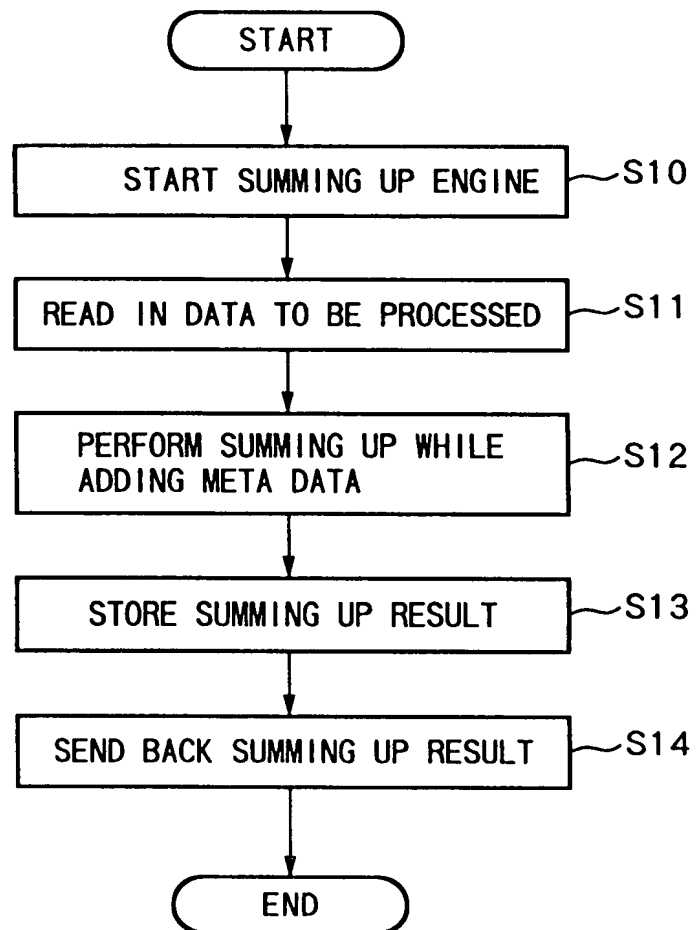 START
START SUMMING UP ENGINE
S10
READ IN DATA TO BE PROCESSED
S11
PERFORM SUMMING UP WHILE
ADDING META DATA
S12
STORE SUMMING UP RESULT
S13
SEND BACK SUMMING UP RESULT
S14
END